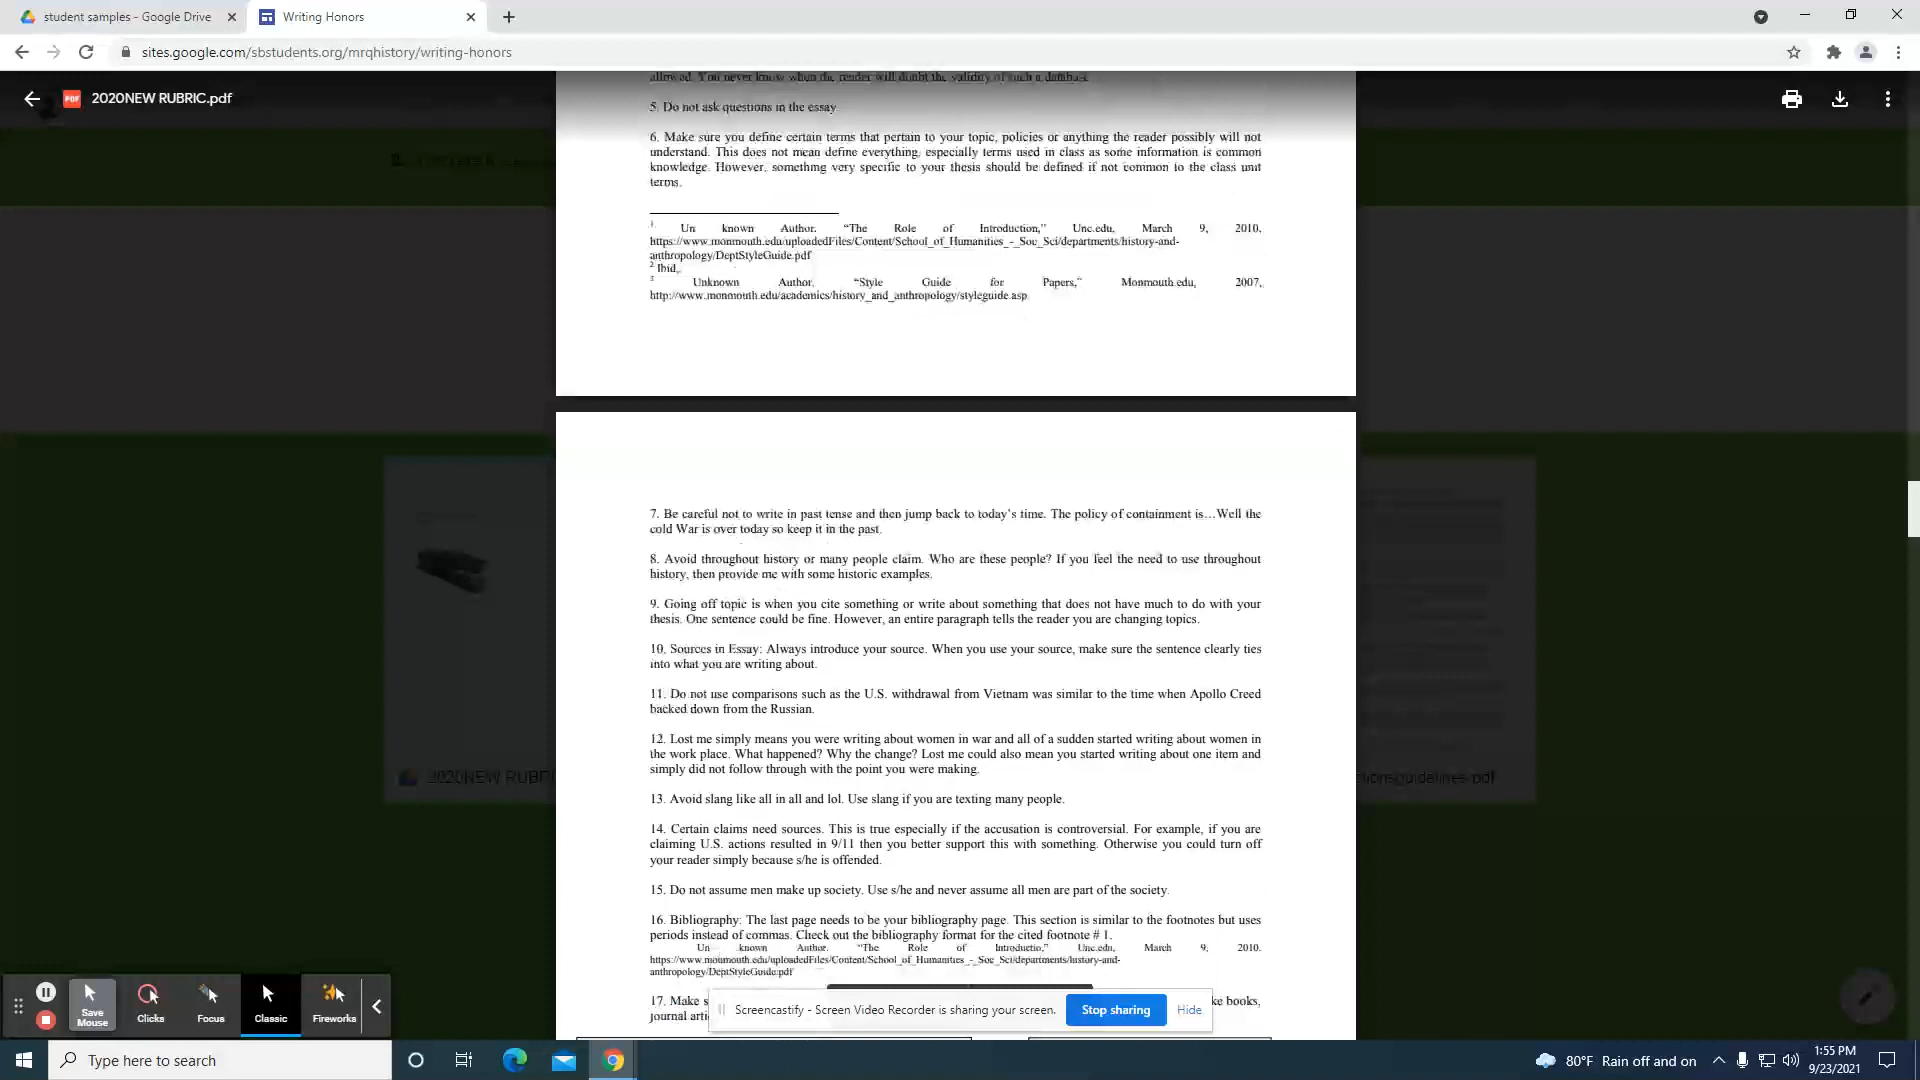 student samples - Google Drive
Writing Honors
sites.google.com/sbstudents.org/mrqhistory/writing-honors
2020NEW RUBRIC.pdf
allowed. You never know when the reader will doubt the validity of such a
5. Do not ask questions in the essay.
6. Make sure you define certain terms that pertain to your topic, policies or anything the reader possibly will not
understand. This does not mean define everything, especially terms used in class as some information is common
knowledge. However, something very specific to your thesis should be defined if not common to the class unit
terms.
1 Un known Author. “The Role of Introduction,” Unc.edu, March 9, 2010,
https://www.monmouth.edu/uploadedFiles/Content/School_of_Humanities_-_Soc_Sci/departments/history-and-
anthropology/DeptStyleGuide.pdf
2 Ibid,
3 Unknown Author, “Style Guide for Papers,” Monmouth.edu, 2007,
http://www.monmouth.edu/academics/history_and_anthropology/styleguide.asp
7. Be careful not to write in past tense and then jump back to today’s time. The policy of containment is…Well the
cold War is over today so keep it in the past.
8. Avoid throughout history or many people claim. Who are these people? If you feel the need to use throughout
history, then provide me with some historic examples.
9. Going off topic is when you cite something or write about something that does not have much to do with your
thesis. One sentence could be fine. However, an entire paragraph tells the reader you are changing topics.
10. Sources in Essay: Always introduce your source. When you use your source, make sure the sentence clearly ties
into what you are writing about.
11. Do not use comparisons such as the U.S. withdrawal from Vietnam was similar to the time when Apollo Creed
backed down from the Russian.
12. Lost me simply means you were writing about women in war and all of a sudden started writing about women in
the work place. What happened? Why the change? Lost me could also mean you started writing about one item and
simply did not follow through with the point you were making.
13. Avoid slang like all in all and lol. Use slang if you are texting many people.
14. Certain claims need sources. This is true especially if the accusation is controversial. For example, if you are
claiming U.S. actions resulted in 9/11 then you better support this with something. Otherwise you could turn off
your reader simply because s/he is offended.
15. Do not assume men make up society. Use s/he and never assume all men are part of the society.
16. Bibliography: The last page needs to be your bibliography page. This section is similar to the footnotes but uses
periods instead of commas. Check out the bibliography format for the cited footnote # 1.
Un known Author. “The Role of Introductio,” Unc.edu, March 9, 2010.
https://www.monmouth.edu/uploadedFiles/Content/School_of_Humanities_-_Soc_Sci/departments/history-and-
anthropology/DeptStyleGuide.pdf
17. Make s ke books,
journal arti
2020NEW RUBRI
ctionsguidelines.pdf
Save Mouse
Clicks
Focus
Classic
Fireworks
Screencastify - Screen Video Recorder is sharing your screen.
Stop sharing
Hide
Type here to search
80°F Rain off and on
1:55 PM
9/23/2021